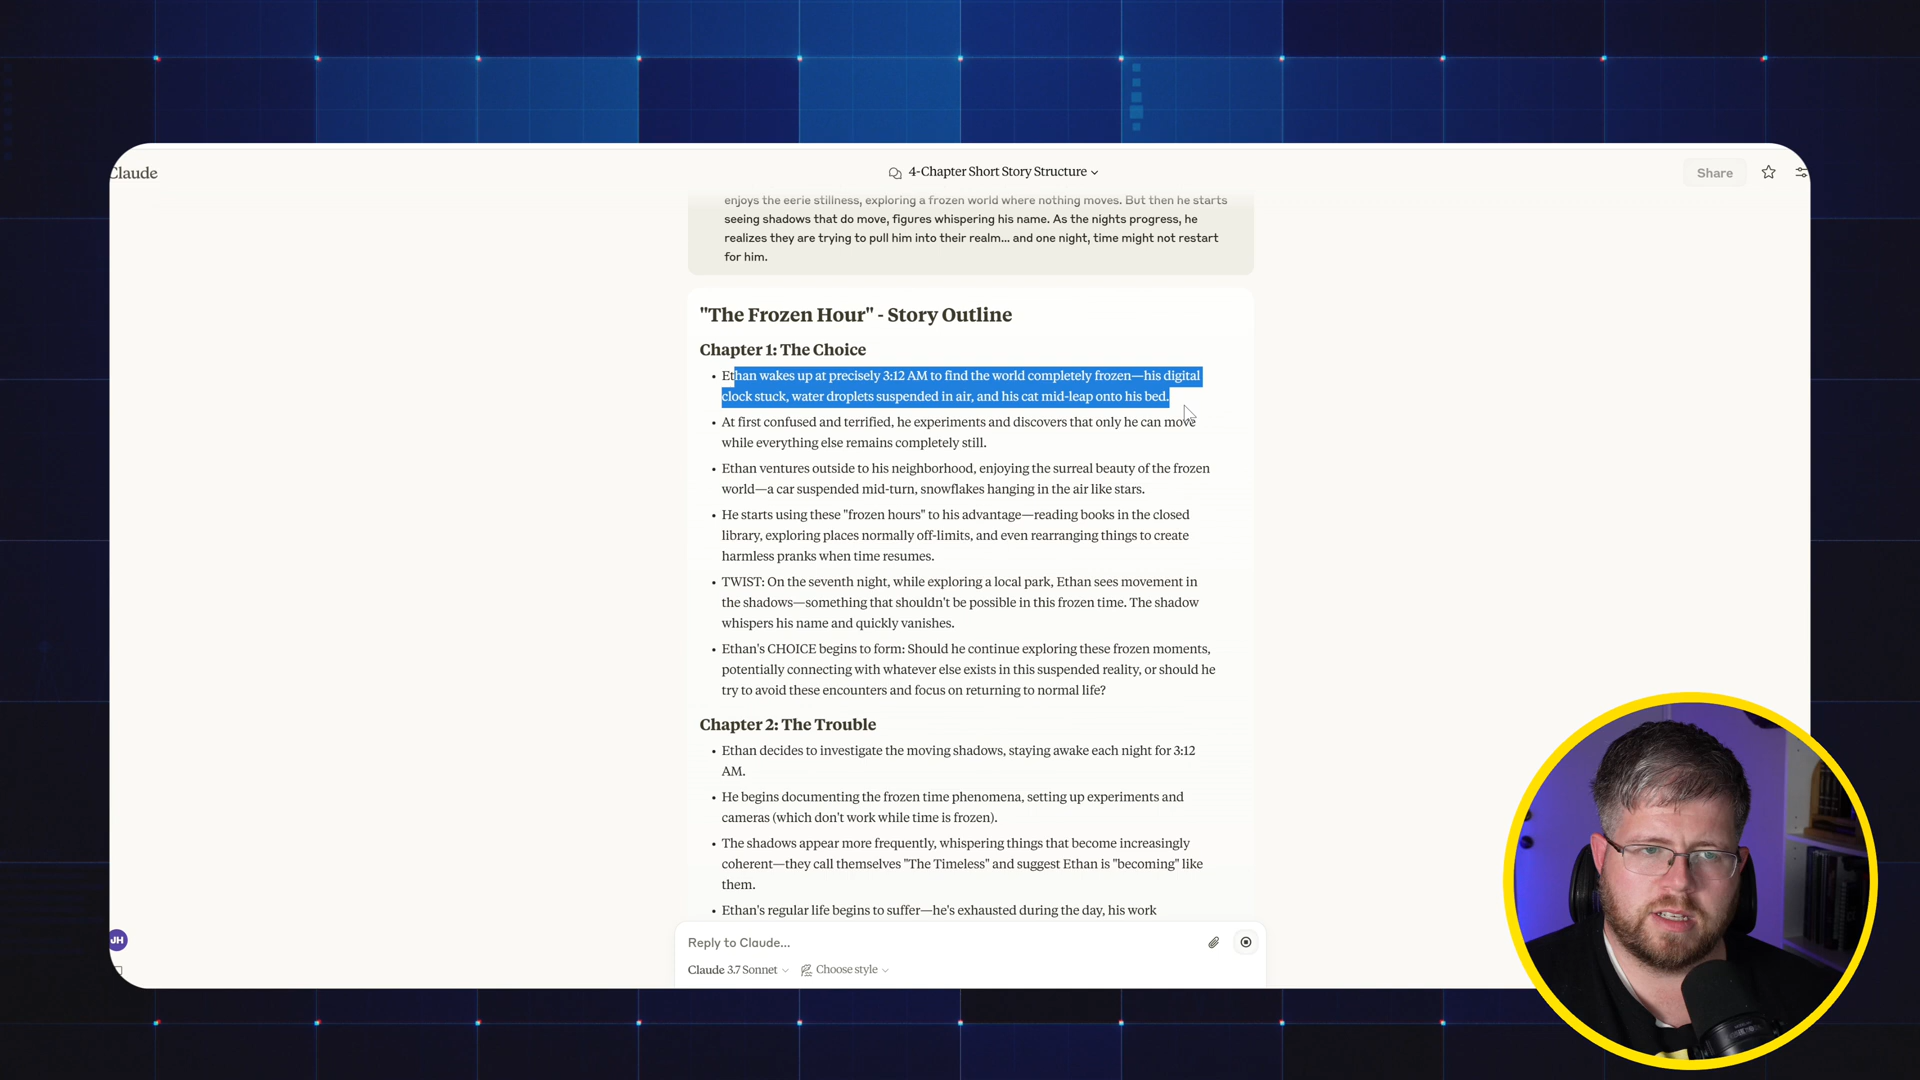 Claude
4-Chapter Short Story Structure
Share
enjoys the eerie stillness, exploring a frozen world where nothing moves. But then he starts
seeing shadows that do move, figures whispering his name. As the nights progress, he
realizes they are trying to pull him into their realm... and one night, time might not restart
for him.
"The Frozen Hour" - Story Outline
Chapter 1: The Choice
• Ethan wakes up at precisely 3:12 AM to find the world completely frozen—his digital
clock stuck, water droplets suspended in air, and his cat mid-leap onto his bed.
• At first confused and terrified, he experiments and discovers that only he can move
while everything else remains completely still.
• Ethan ventures outside to his neighborhood, enjoying the surreal beauty of the frozen
world—a car suspended mid-turn, snowflakes hanging in the air like stars.
• He starts using these "frozen hours" to his advantage—reading books in the closed
library, exploring places normally off-limits, and even rearranging things to create
harmless pranks when time resumes.
• TWIST: On the seventh night, while exploring a local park, Ethan sees movement in
the shadows—something that shouldn't be possible in this frozen time. The shadow
whispers his name and quickly vanishes.
• Ethan's CHOICE begins to form: Should he continue exploring these frozen moments,
potentially connecting with whatever else exists in this suspended reality, or should he
try to avoid these encounters and focus on returning to normal life?
Chapter 2: The Trouble
• Ethan decides to investigate the moving shadows, staying awake each night for 3:12
AM.
• He begins documenting the frozen time phenomena, setting up experiments and
cameras (which don't work while time is frozen).
• The shadows appear more frequently, whispering things that become increasingly
coherent—they call themselves "The Timeless" and suggest Ethan is "becoming" like
them.
• Ethan's regular life begins to suffer—he's exhausted during the day, his work
JH
Reply to Claude...
Claude 3.7 Sonnet
Choose style